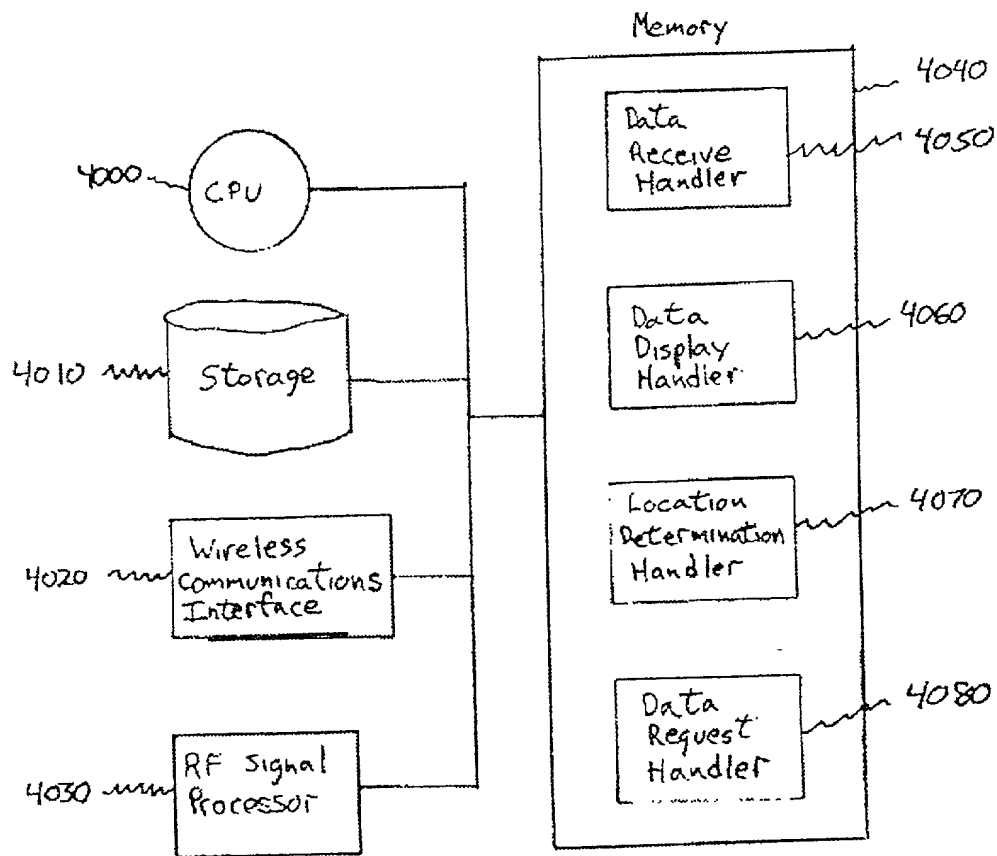 Memory
4040
Data
Receive
Handler
4050
4000
CPU
Data
Display
Handler
4060
4010
Storage
Location
Determination
Handler
4070
Wireless
Communications
Interface
4020
Data
Request
Handler
4080
RF Signal
Processor
4030